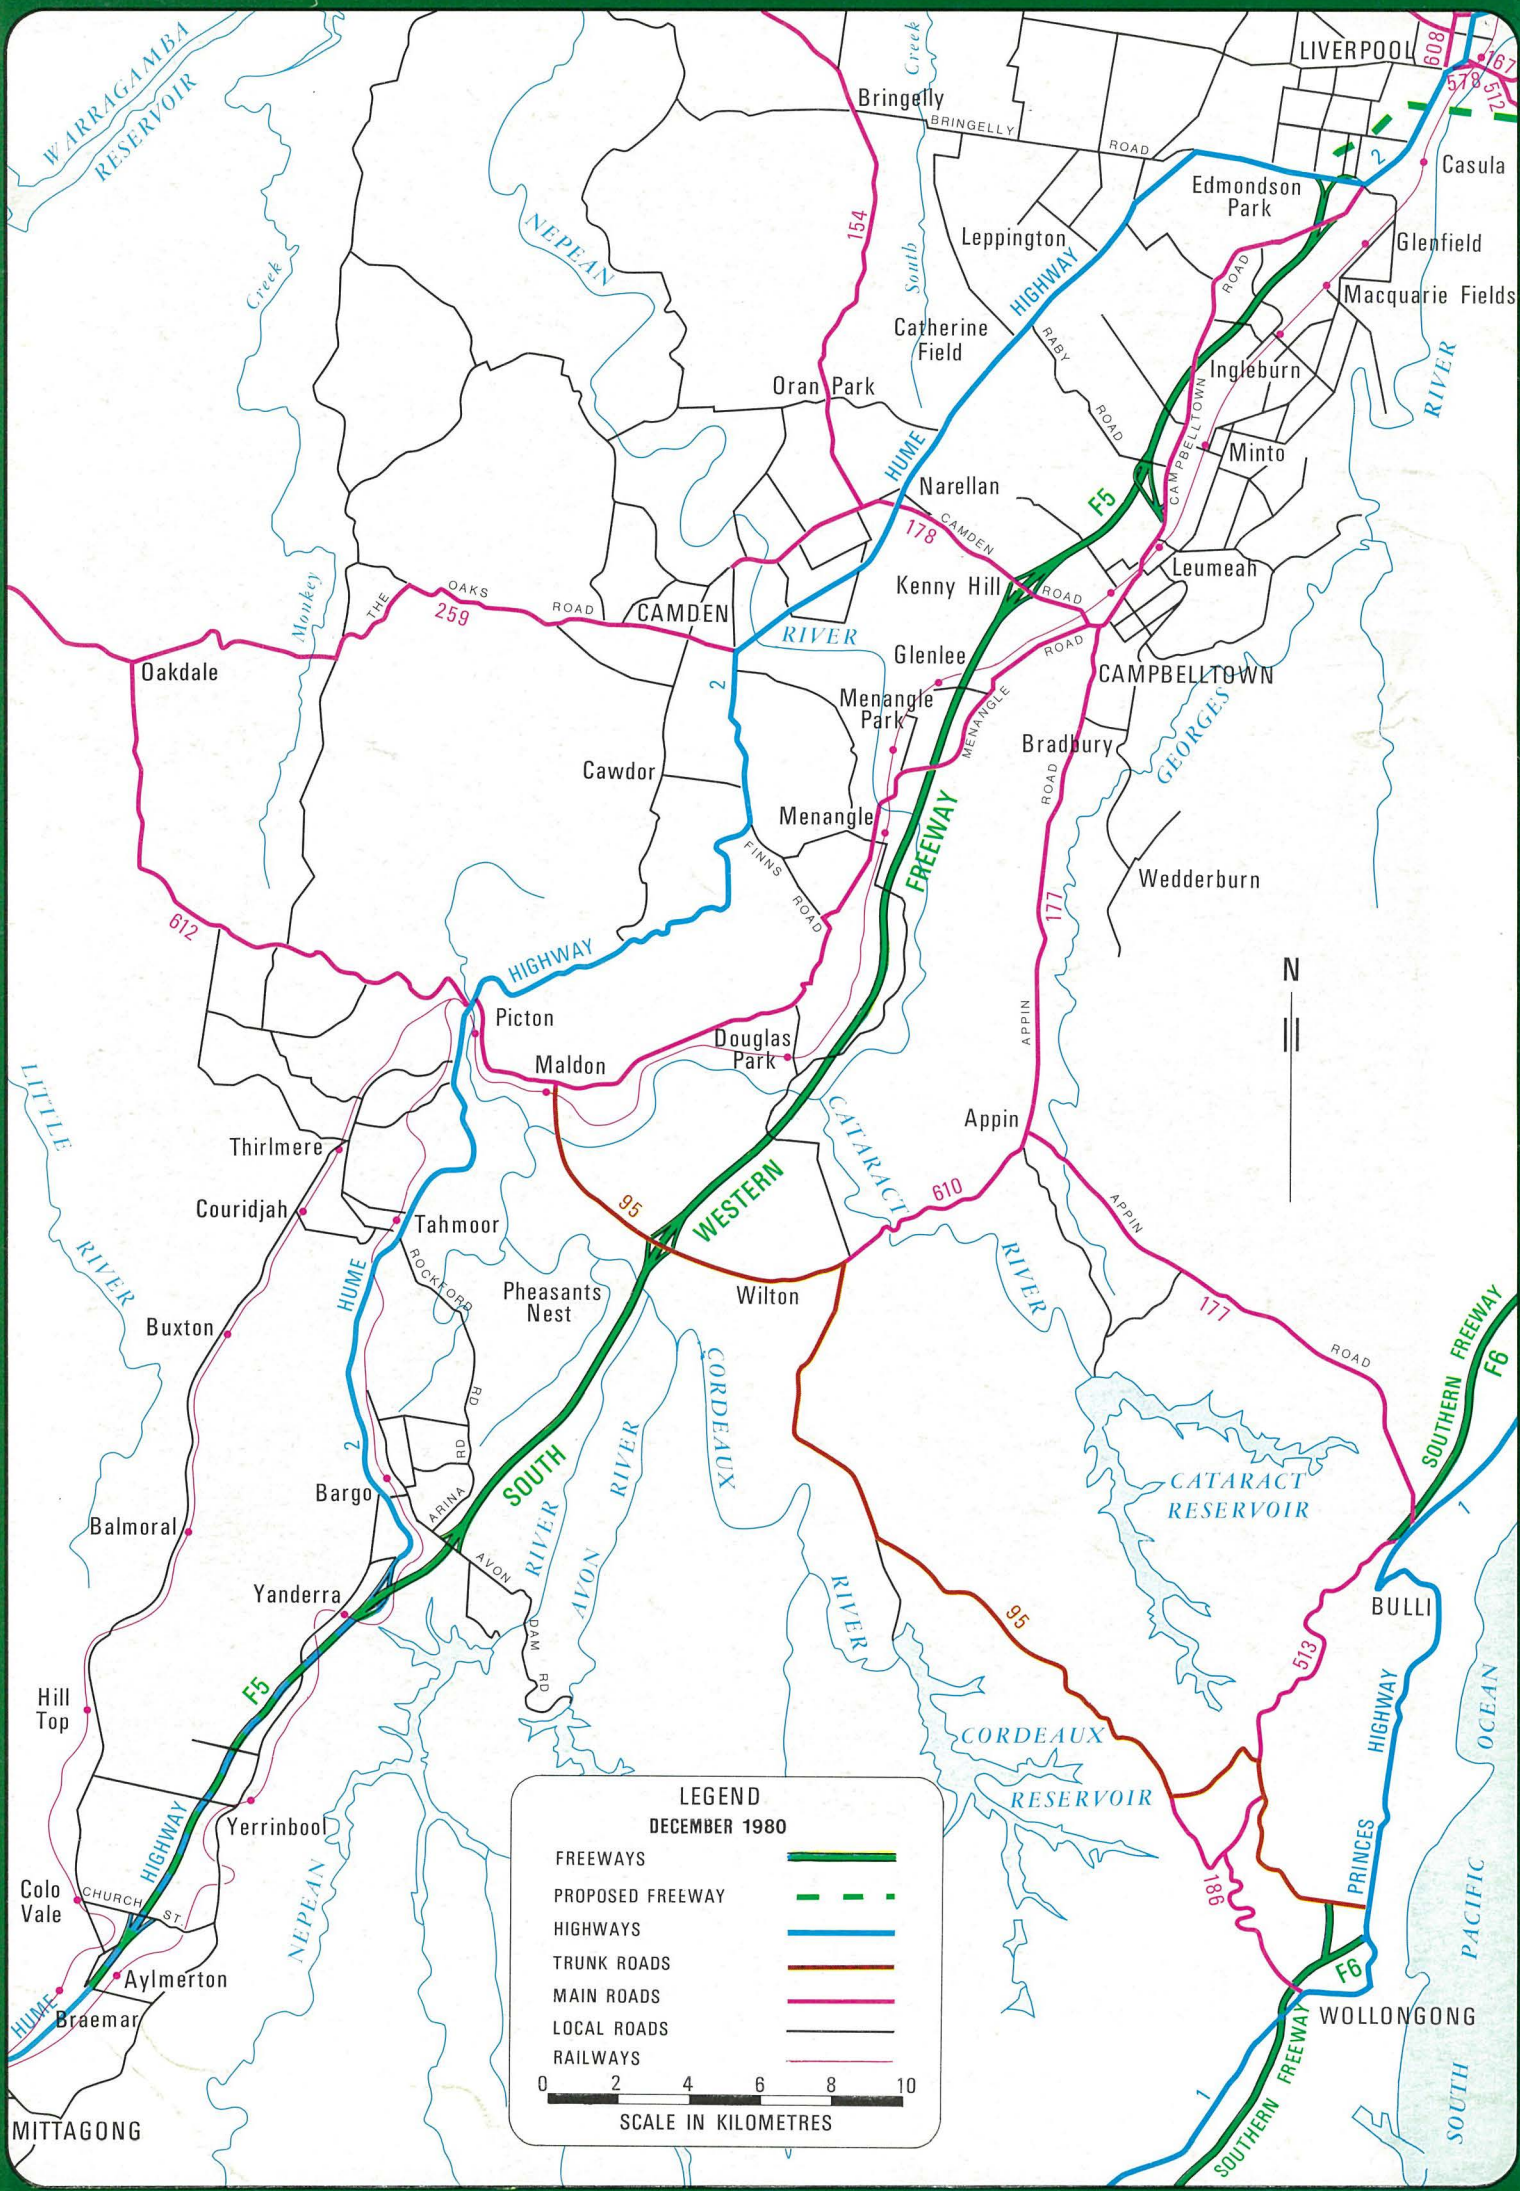 WARRAGAMBA
RESERVOIR
Creek
LIVERPOOL
608
167
578
512
Bringelly
BRINGELLY
ROAD
2
Casula
Edmondson
Park
NEPEAN
154
Leppington
Glenfield
Creek
South
HIGHWAY
ROAD
Macquarie Fields
Catherine
Field
RABY
ROAD
Ingleburn
RIVER
Oran Park
CAMPBELLTOWN
HUME
Minto
Narellan
F5
178
CAMDEN
ROAD
Monkey
Leumeah
Kenny Hill
THE
OAKS
ROAD
259
CAMDEN
RIVER
Glenlee
ROAD
Oakdale
CAMPBELLTOWN
2
Menangle
Park
MENANGLE
GEORGES
Bradbury
Cawdor
ROAD
Menangle
FREEWAY
FINNS
ROAD
Wedderburn
177
612
HIGHWAY
N
Picton
APPIN
Douglas
Park
Maldon
LITTLE
RIVER
CATARACT
RIVER
Appin
Thirlmere
WESTERN
610
95
Couridjah
APPIN
Tahmoor
ROCKFORD
RD
HUME
Pheasants
Nest
Wilton
177
ROAD
SOUTHERN FREEWAY
F6
Buxton
CORDEAUX
2
RD
SOUTH
RIVER
CATARACT
RESERVOIR
1
Bargo
ARINA
Balmoral
RIVER
AVON
AVON
DAM
RD
RIVER
Yanderra
95
BULLI
513
F5
Hill
Top
HIGHWAY
OCEAN
CORDEAUX
RESERVOIR
LEGEND
DECEMBER 1980
FREEWAYS
PROPOSED FREEWAY
HIGHWAYS
TRUNK ROADS
MAIN ROADS
LOCAL ROADS
RAILWAYS
0 2 4 6 8 10
SCALE IN KILOMETRES
Yerrinbool
HIGHWAY
PRINCES
Colo
Vale
CHURCH
ST.
186
NEPEAN
PACIFIC
F6
Aylmerton
HUME
Braemar
WOLLONGONG
SOUTHERN FREEWAY
1
SOUTH
MITTAGONG